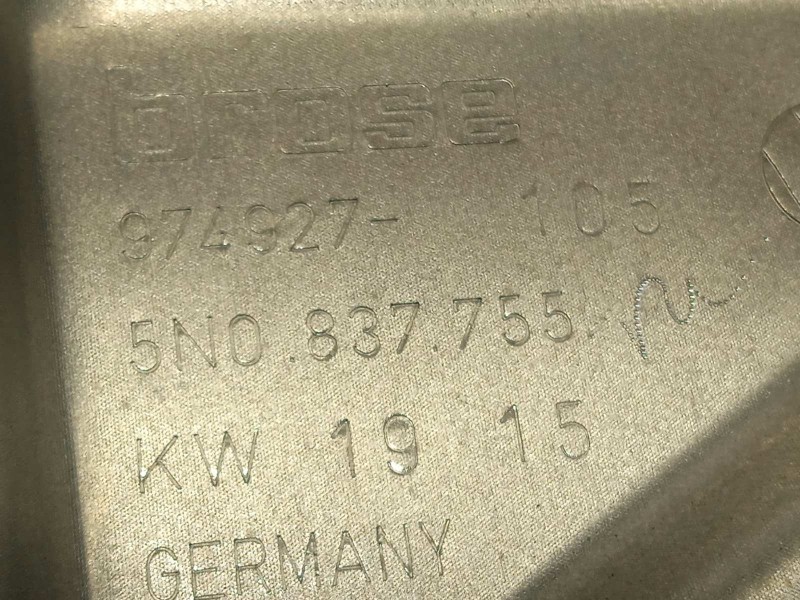 brose
974927- 105
5N0.837.755.
KW 19 15
GERMANY